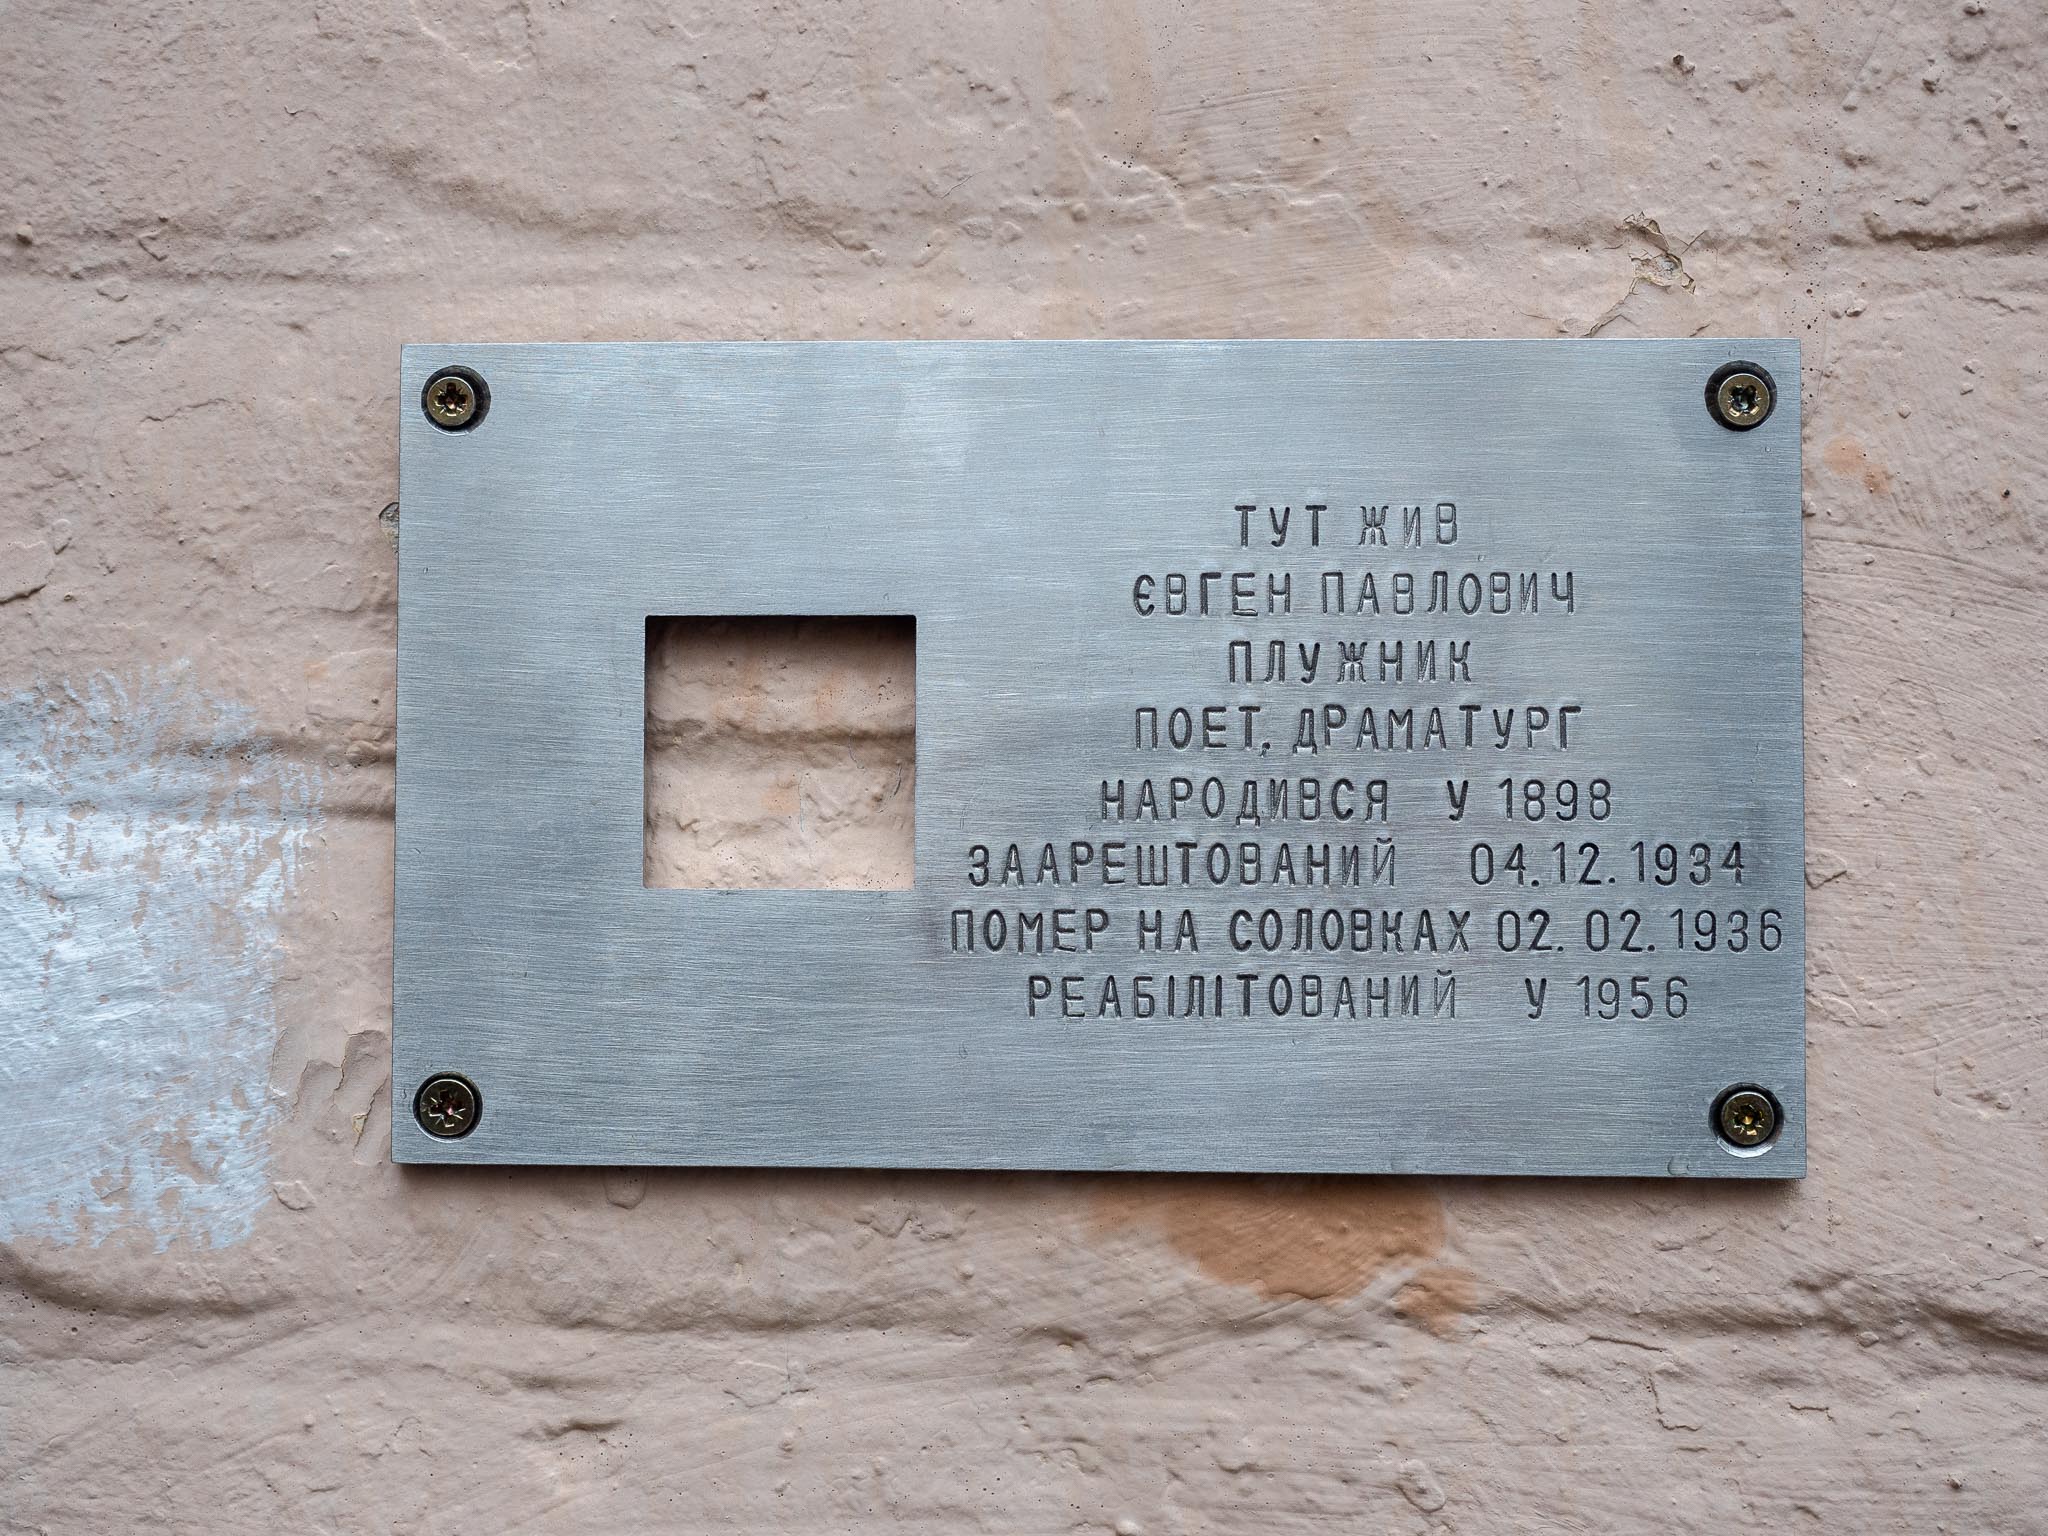 ТУТ ЖИВ
ЄВГЕН ПАВЛОВИЧ
ПЛУЖНИК
ПОЕТ, ДРАМАТУРГ
НАРОДИВСЯ У 1898
ЗААРЕШТОВАНИЙ 04.12.1934
ПОМЕР НА СОЛОВКАХ 02.02.1936
РЕАБІЛІТОВАНИЙ У 1956